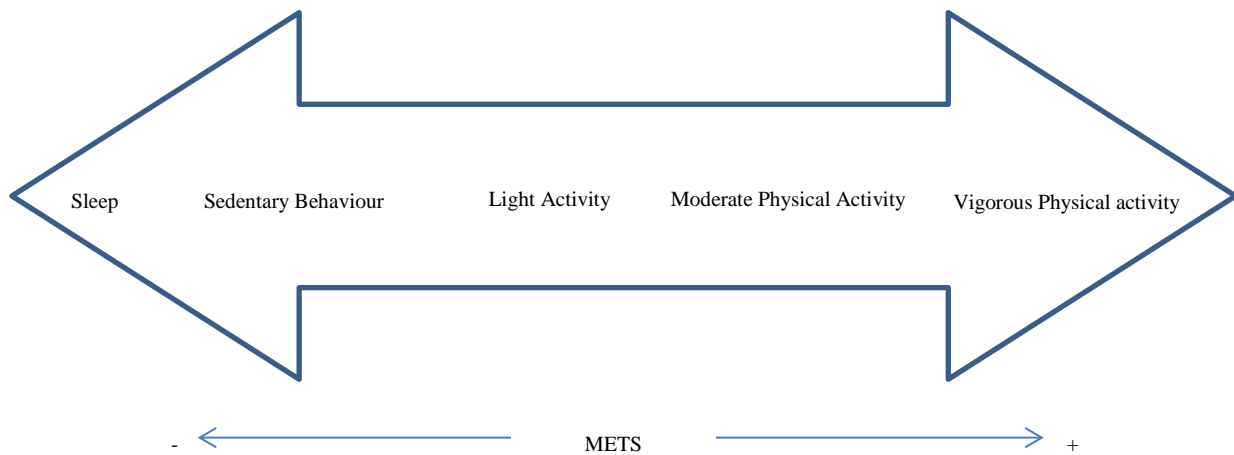 Sleep Sedentary Behaviour Light Activity Moderate Physical Activity Vigorous Physical activity
- METS +